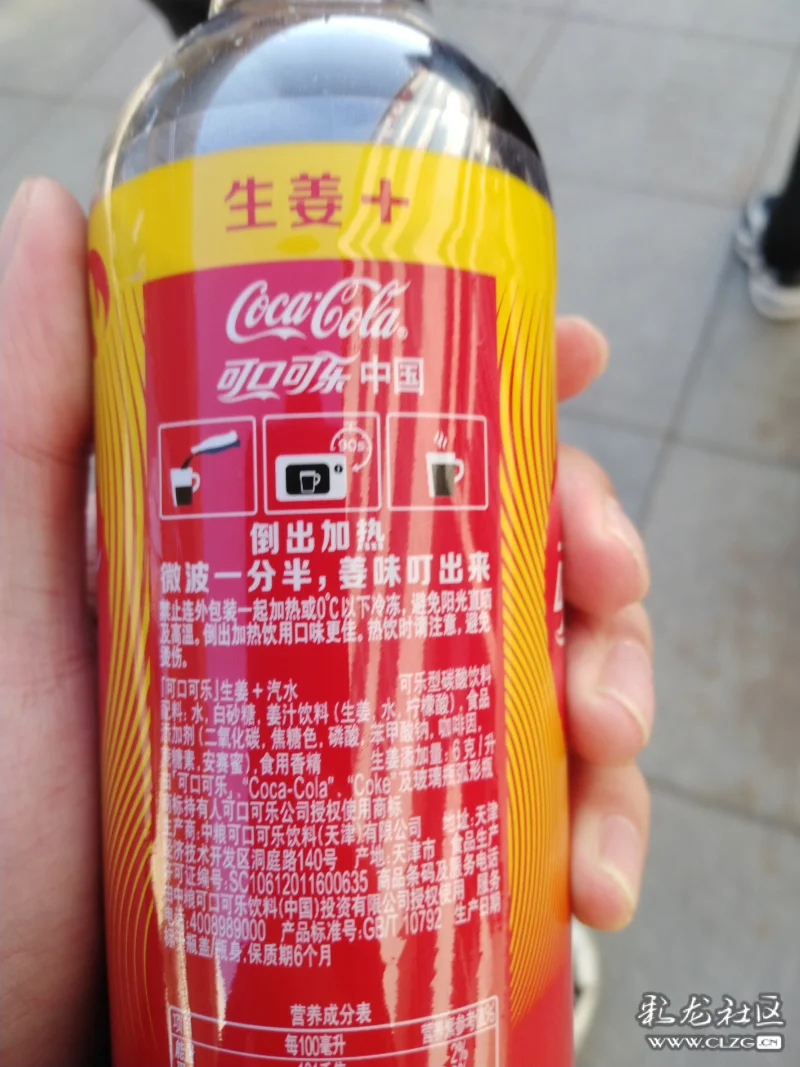 生姜+
Coca-Cola®
可口可乐 中国
90s
倒出加热
微波一分半,姜味叮出来
禁止连外包装一起加热或0℃以下冷冻,避免阳光直晒
及高温。倒出加热饮用口味更佳。热饮时请注意,避免
烫伤。
「可口可乐」生姜+汽水 可乐型碳酸饮料
配料:水,白砂糖,姜汁饮料(生姜,水,柠檬酸),食品
添加剂(二氧化碳,焦糖色,磷酸,苯甲酸钠,咖啡因,
糖素,安赛蜜),食用香精 生姜添加量:6克/升
可口可乐,"Coca-Cola","Coke"及玻璃瓶弧形瓶
标持有人可口可乐公司授权使用商标
产商:中粮可口可乐饮料(天津)有限公司 地址:天津
济技术开发区洞庭路140号 产地:天津市 食品生产
可证编号:SC10612011600635 商品条码及服务电话
中粮可口可乐饮料(中国)投资有限公司授权使用 服务
4008989000 产品标准号:GB/T 10792 生产日期
瓶盖/瓶身,保质期6个月
营养成分表
每100毫升 营养素参考值%
2%
彩龙社区
WWW.CLZG.CN